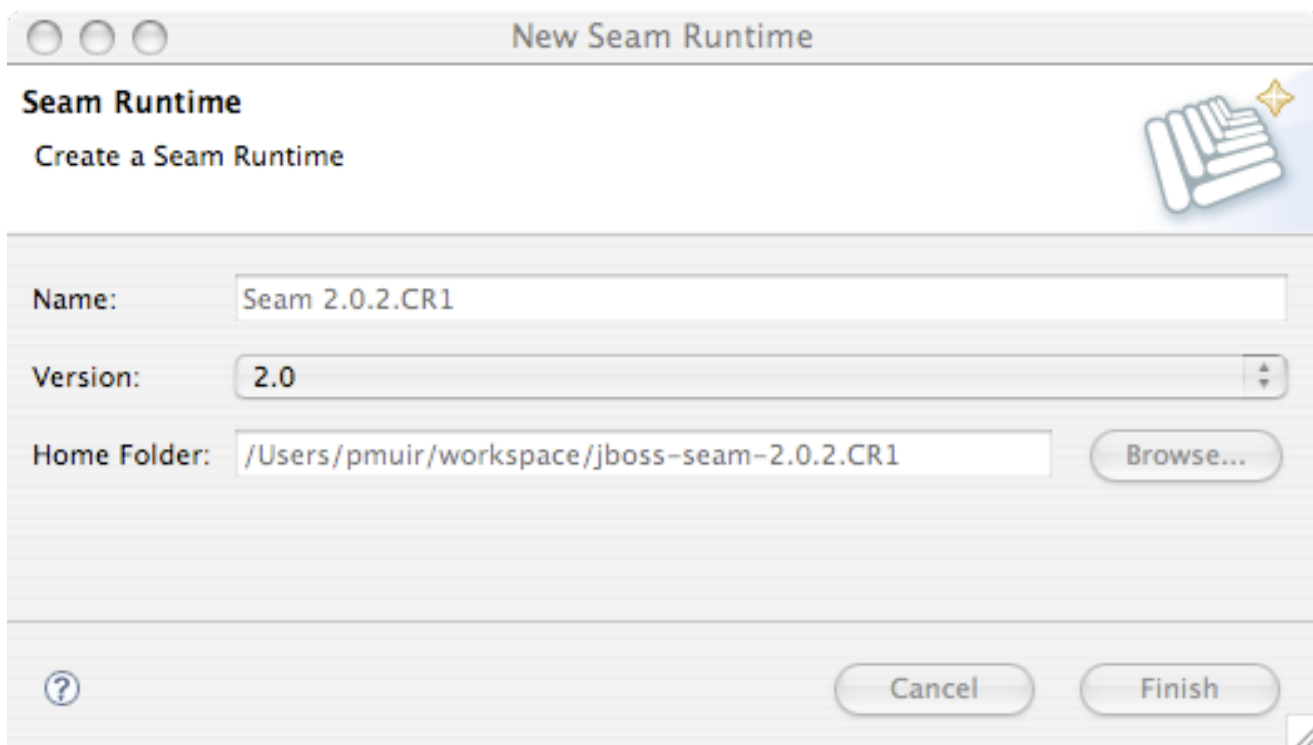 New Seam Runtime
Seam Runtime
Create a Seam Runtime
Name: Seam 2.0.2.CR1
Version: 2.0
Home Folder: /Users/pmuir/workspace/jboss-seam-2.0.2.CR1 Browse...
? Cancel Finish